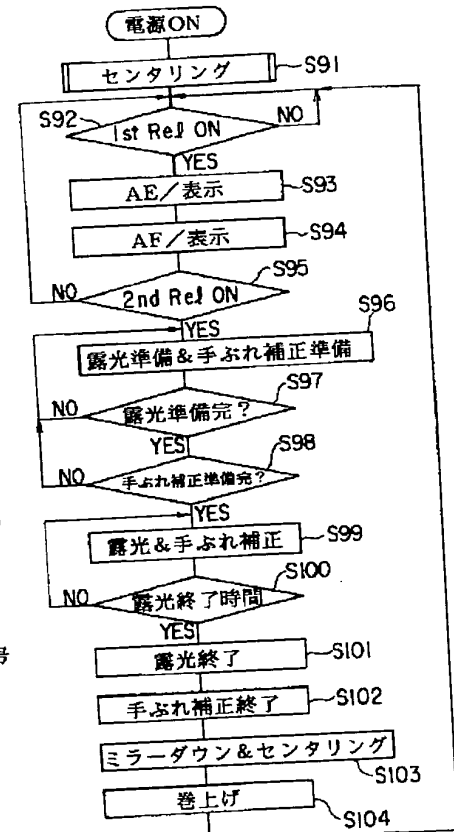 電源ON
センタリング S91
S92 1st Rel ON NO
YES
AE/表示 S93
AF/表示 S94
S95
NO 2nd Rel ON
YES S96
露光準備&手ぶれ補正準備
S97
NO 露光準備完?
YES S98
NO 手ぶれ補正準備完?
YES
露光&手ぶれ補正 S99
S100
NO 露光終了時間
YES
露光終了 S101
号
手ぶれ補正終了 S102
ミラーダウン&センタリング
S103
巻上げ
S104